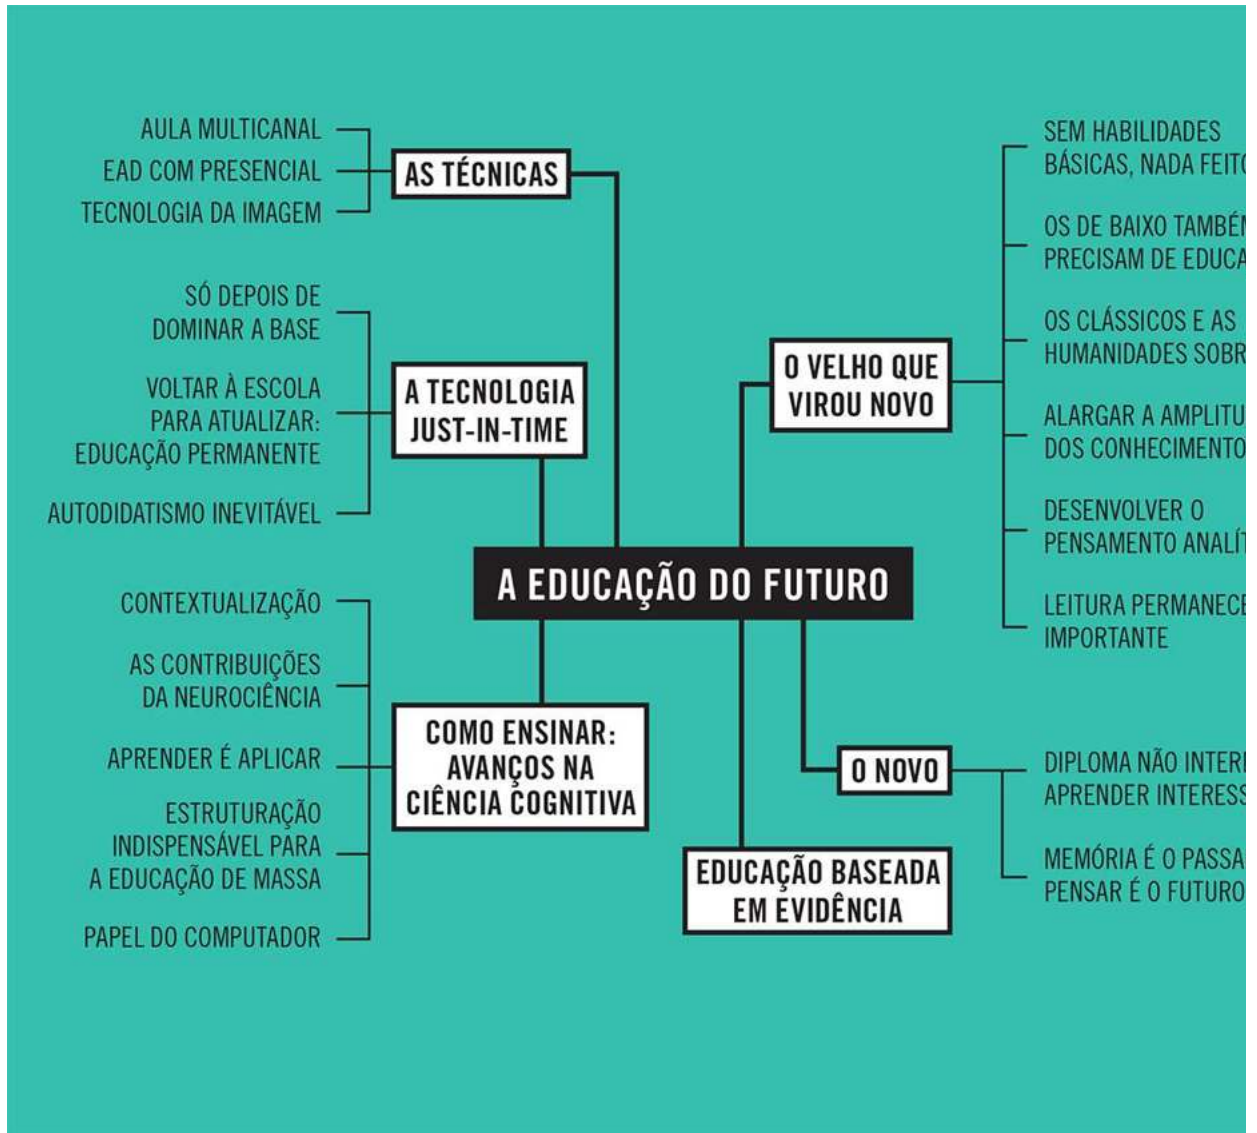 AULA MULTICANAL
EAD COM PRESENCIAL
TECNOLOGIA DA IMAGEM
AS TÉCNICAS
SÓ DEPOIS DE
DOMINAR A BASE
VOLTAR À ESCOLA
PARA ATUALIZAR:
EDUCAÇÃO PERMANENTE
AUTODIDATISMO INEVITÁVEL
A TECNOLOGIA
JUST-IN-TIME
A EDUCAÇÃO DO FUTURO
CONTEXTUALIZAÇÃO
AS CONTRIBUIÇÕES
DA NEUROCIÊNCIA
APRENDER É APLICAR
ESTRUTURAÇÃO
INDISPENSÁVEL PARA
A EDUCAÇÃO DE MASSA
PAPEL DO COMPUTADOR
COMO ENSINAR:
AVANÇOS NA
CIÊNCIA COGNITIVA
O VELHO QUE
VIROU NOVO
SEM HABILIDADES
BÁSICAS, NADA
OS DE BAIXO
PRECISAM DE
OS CLÁSSICOS E AS
HUMANIDADES
ALARGAR A
DOS
DESENVOLVER O
PENSAMENTO
LEITURA
IMPORTANTE
O NOVO
DIPLOMA NÃO
APRENDER
MEMÓRIA É O
PENSAR É O FUTURO
EDUCAÇÃO BASEADA
EM EVIDÊNCIA